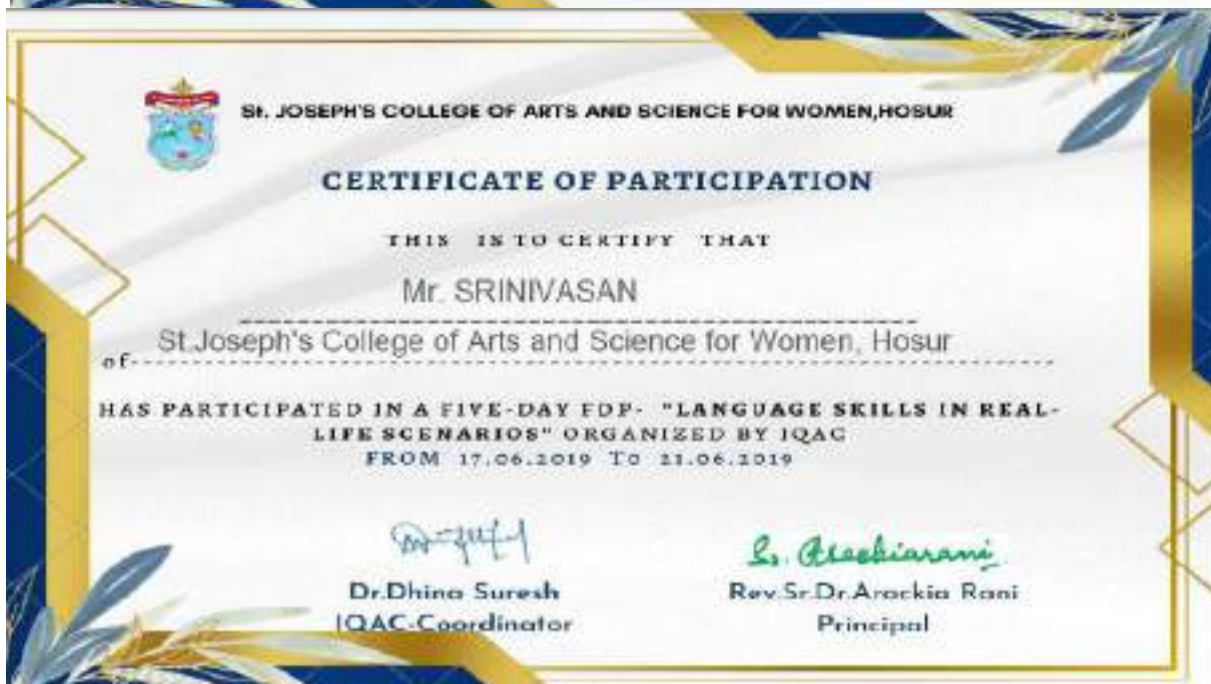 St. JOSEPH'S COLLEGE OF ARTS AND SCIENCE FOR WOMEN,HOSUR
CERTIFICATE OF PARTICIPATION
THIS IS TO CERTIFY THAT
Mr. SRINIVASAN
of St.Joseph's College of Arts and Science for Women, Hosur
HAS PARTICIPATED IN A FIVE-DAY FDP- "LANGUAGE SKILLS IN REAL-
LIFE SCENARIOS" ORGANIZED BY IQAC
FROM 17.06.2019 To 21.06.2019
Dr.Dhina Suresh
IQAC-Coordinator
Rev.Sr.Dr.Arockia Rani
Principal